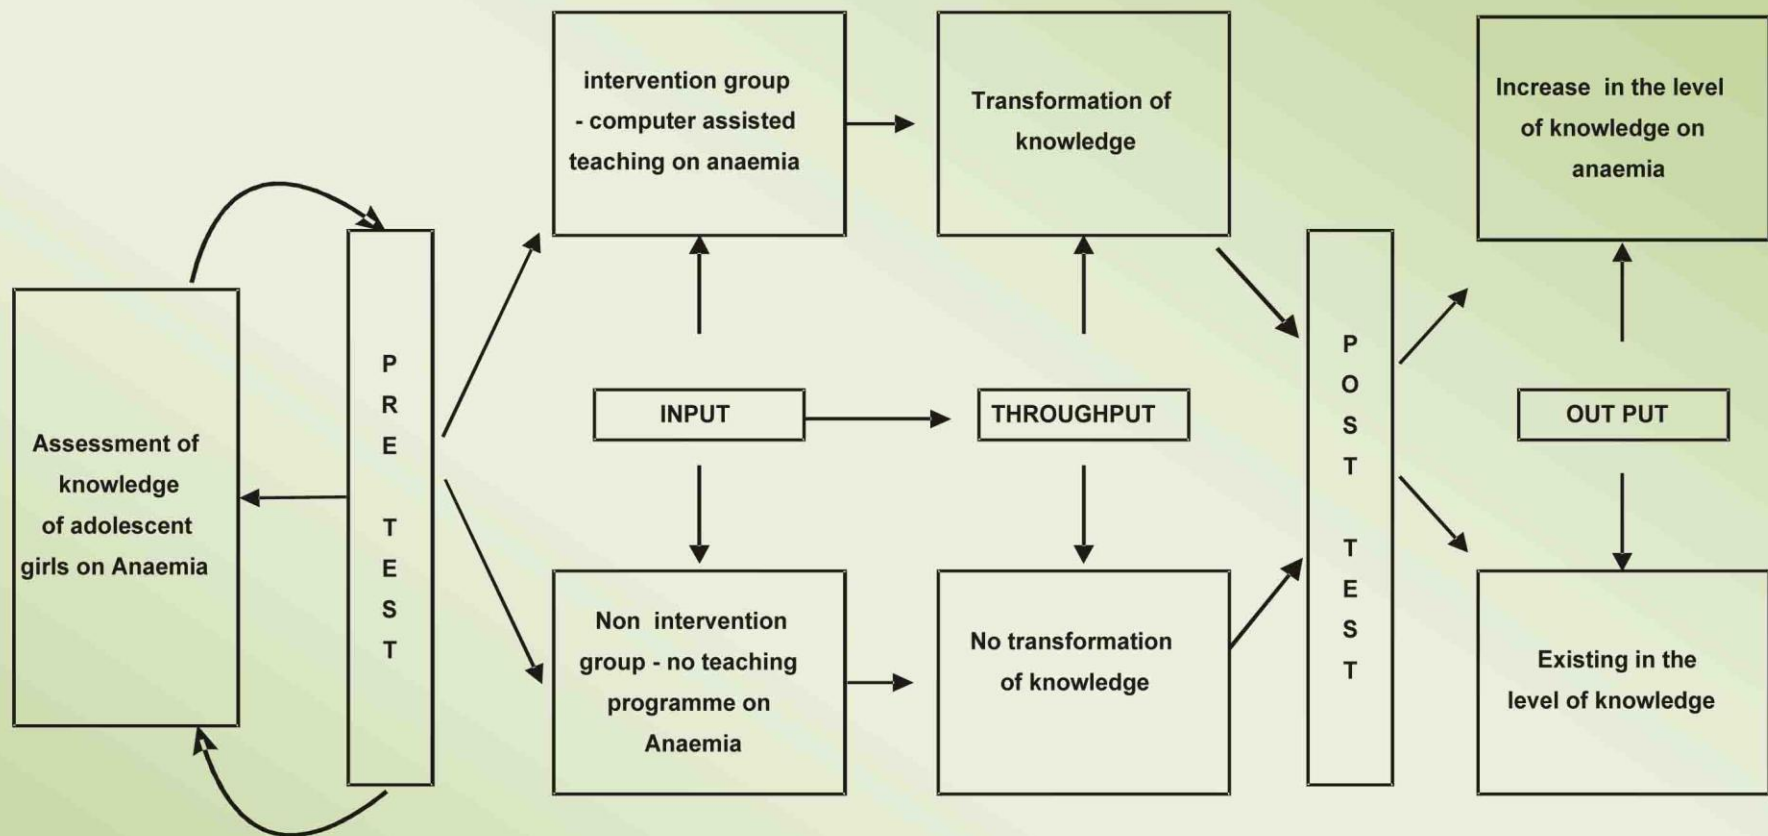 Assessment of
knowledge
of adolescent
girls on Anaemia
P
R
E
T
E
S
T
intervention group
- computer assisted
teaching on anaemia
INPUT
Non intervention
group - no teaching
programme on
Anaemia
Transformation of
knowledge
THROUGHPUT
No transformation
of knowledge
P
O
S
T
T
E
S
T
Increase in the level
of knowledge on
anaemia
OUT PUT
Existing in the
level of knowledge